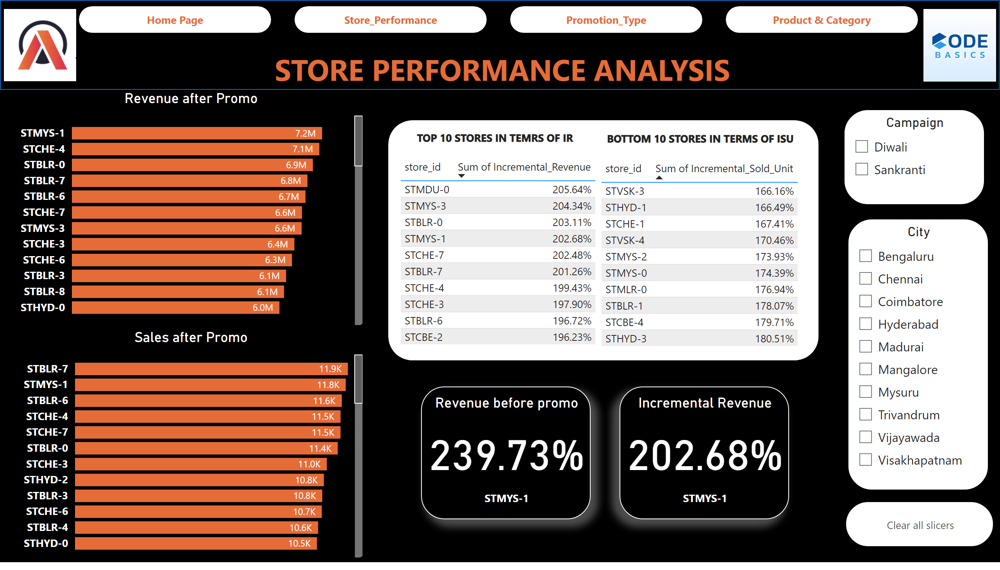 Home Page
Store_Performance
Promotion_Type
Product & Category
CODE
BASICS
STORE PERFORMANCE ANALYSIS
Revenue after Promo
STMYS-1 7.2M
STCHE-4 7.1M
STBLR-0 6.9M
STBLR-7 6.8M
STBLR-6 6.7M
STCHE-7 6.6M
STMYS-3 6.6M
STCHE-3 6.4M
STCHE-6 6.3M
STBLR-3 6.1M
STBLR-8 6.1M
STHYD-0 6.0M
Sales after Promo
STBLR-7 11.9K
STMYS-1 11.8K
STBLR-6 11.6K
STCHE-4 11.5K
STCHE-7 11.5K
STBLR-0 11.4K
STCHE-3 11.0K
STHYD-2 10.8K
STBLR-3 10.8K
STCHE-6 10.7K
STBLR-4 10.6K
STHYD-0 10.5K
TOP 10 STORES IN TEMRS OF IR
store_id Sum of Incremental_Revenue
STMDU-0 205.64%
STMYS-3 204.34%
STBLR-0 203.11%
STMYS-1 202.68%
STCHE-7 202.48%
STBLR-7 201.26%
STCHE-4 199.43%
STCHE-3 197.90%
STBLR-6 196.72%
STCBE-2 196.23%
BOTTOM 10 STORES IN TERMS OF ISU
store_id Sum of Incremental_Sold_Unit
STVSK-3 166.16%
STHYD-1 166.49%
STCHE-1 167.41%
STVSK-4 170.46%
STMYS-2 173.93%
STMYS-0 174.39%
STMLR-0 176.94%
STBLR-1 178.07%
STCBE-4 179.71%
STHYD-3 180.51%
Revenue before promo
239.73%
STMYS-1
Incremental Revenue
202.68%
STMYS-1
Campaign
Diwali
Sankranti
City
Bengaluru
Chennai
Coimbatore
Hyderabad
Madurai
Mangalore
Mysuru
Trivandrum
Vijayawada
Visakhapatnam
Clear all slicers